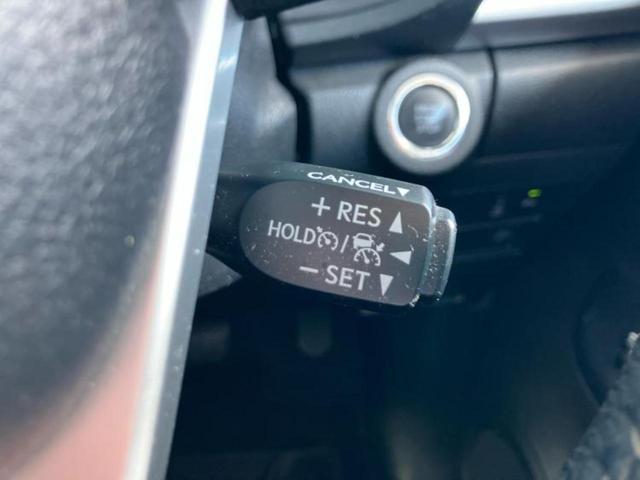 CANCEL▼
+ RES ▲
HOLD / ◀
− SET ▼